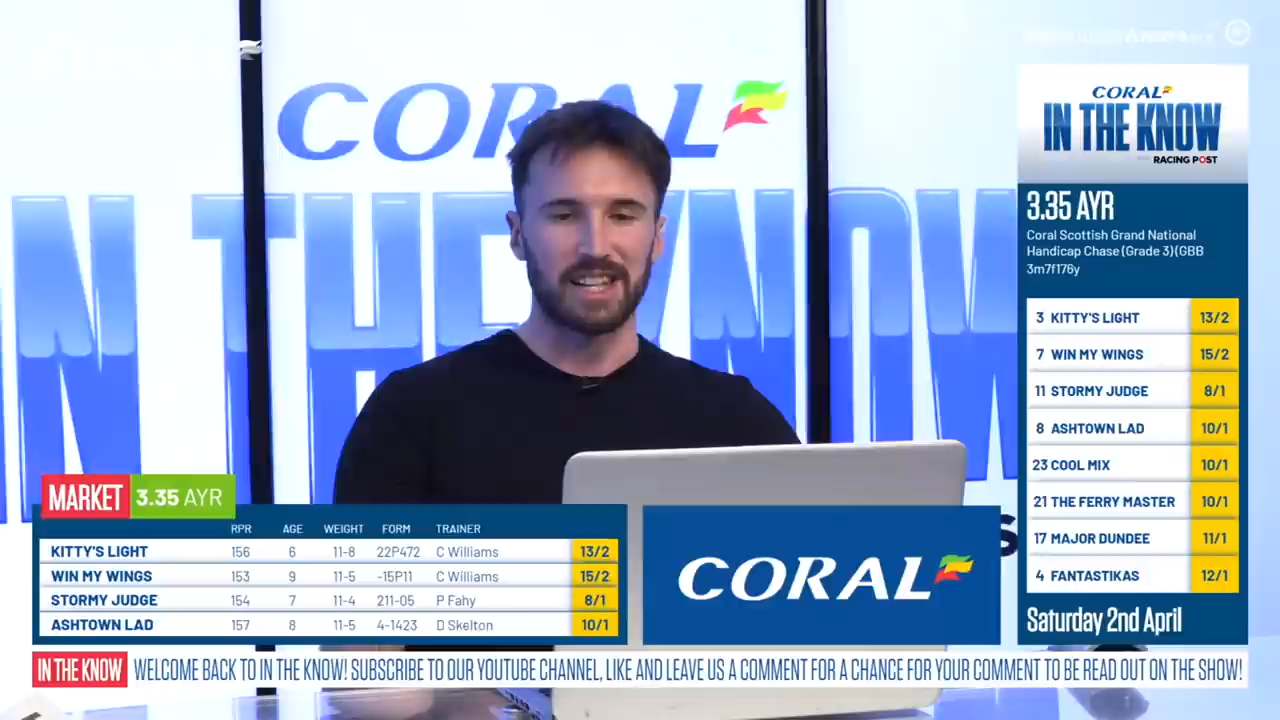 CORAL
IN THE KNOW
CORAL
IN THE KNOW
RACING POST
3.35 AYR
Coral Scottish Grand National
Handicap Chase (Grade 3) (GBB
3m7f176y
3 KITTY'S LIGHT 13/2
7 WIN MY WINGS 15/2
11 STORMY JUDGE 8/1
8 ASHTOWN LAD 10/1
23 COOL MIX 10/1
21 THE FERRY MASTER 10/1
17 MAJOR DUNDEE 11/1
4 FANTASTIKAS 12/1
Saturday 2nd April
MARKET 3.35 AYR
RPR AGE WEIGHT FORM TRAINER
KITTY'S LIGHT 156 6 11-8 22P472 C Williams 13/2
WIN MY WINGS 153 9 11-5 -15P11 C Williams 15/2
STORMY JUDGE 154 7 11-4 211-05 P Fahy 8/1
ASHTOWN LAD 157 8 11-5 4-1423 D Skelton 10/1
CORAL
IN THE KNOW WELCOME BACK TO IN THE KNOW! SUBSCRIBE TO OUR YOUTUBE CHANNEL, LIKE AND LEAVE US A COMMENT FOR A CHANCE FOR YOUR COMMENT TO BE READ OUT ON THE SHOW!